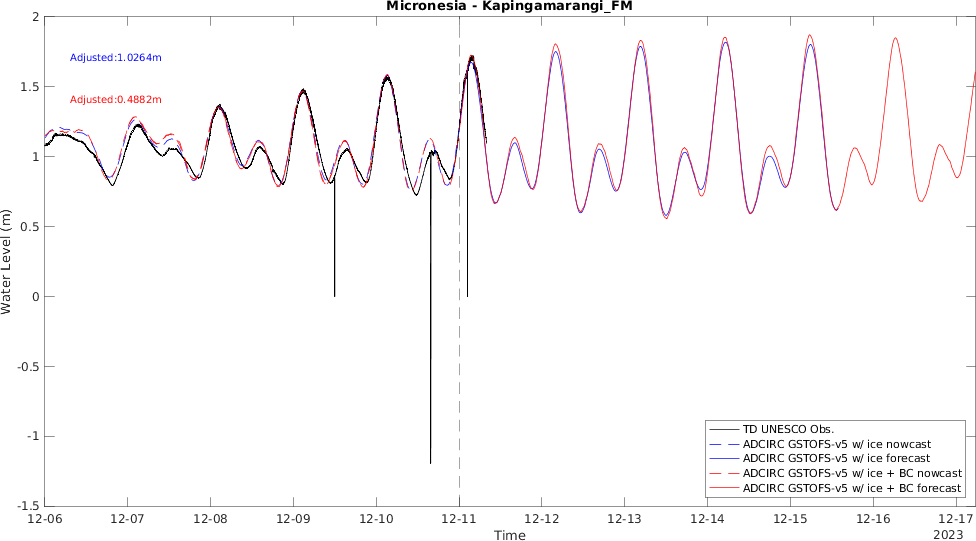 Micronesia - Kapingamarangi_FM
2
1.5
1
0.5
0
-0.5
-1
-1.5
Water Level (m)
Adjusted:1.0264m
Adjusted:0.4882m
TD UNESCO Obs.
ADCIRC GSTOFS-v5 w/ ice nowcast
ADCIRC GSTOFS-v5 w/ ice forecast
ADCIRC GSTOFS-v5 w/ ice + BC nowcast
ADCIRC GSTOFS-v5 w/ ice + BC forecast
12-06 12-07 12-08 12-09 12-10 12-11 12-12 12-13 12-14 12-15 12-16 12-17
Time 2023